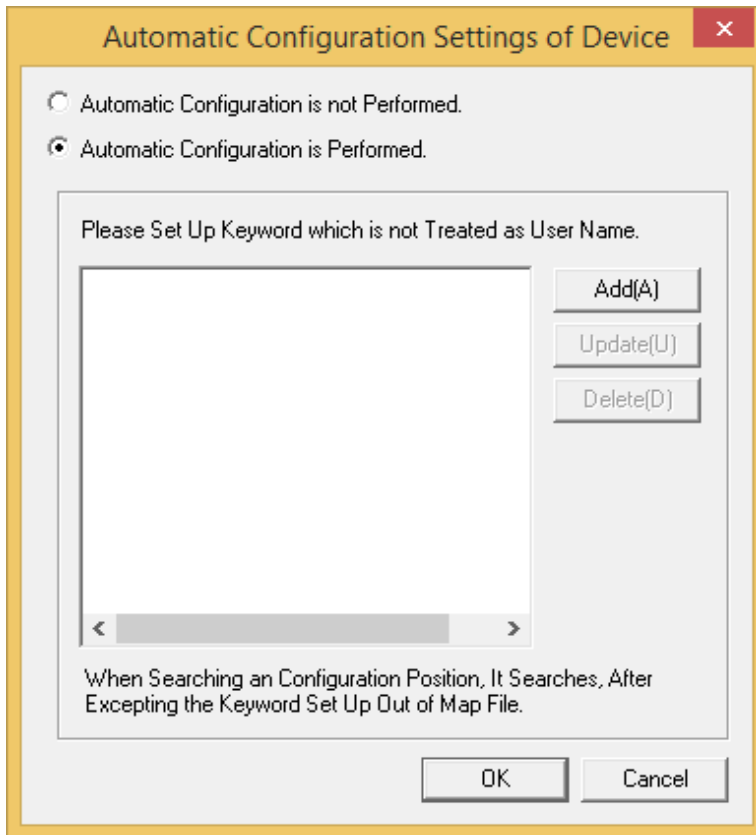 Automatic Configuration Settings of Device
Automatic Configuration is not Performed.
Automatic Configuration is Performed.
Please Set Up Keyword which is not Treated as User Name.
Add(A)
Update(U)
Delete(D)
When Searching an Configuration Position, It Searches, After
Excepting the Keyword Set Up Out of Map File.
OK
Cancel